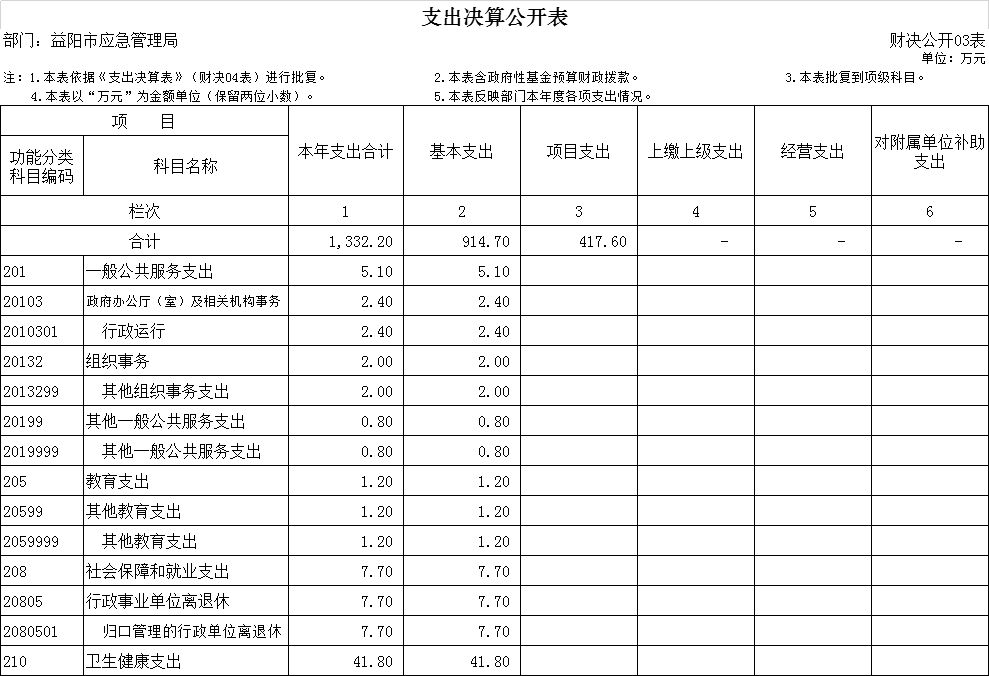 支出决算公开表
部门：益阳市应急管理局 财决公开03表
单位：万元
注：1.本表依据《支出决算表》（财决04表）进行批复。 2.本表含政府性基金预算财政拨款。 3.本表批复到项级科目。
4.本表以“万元”为金额单位（保留两位小数）。 5.本表反映部门本年度各项支出情况。
项 目 本年支出合计 基本支出 项目支出 上缴上级支出 经营支出 对附属单位补助
支出
功能分类
科目编码 科目名称
栏次 1 2 3 4 5 6
合计 1,332.20 914.70 417.60 – – –
201 一般公共服务支出 5.10 5.10
20103 政府办公厅（室）及相关机构事务 2.40 2.40
2010301 行政运行 2.40 2.40
20132 组织事务 2.00 2.00
2013299 其他组织事务支出 2.00 2.00
20199 其他一般公共服务支出 0.80 0.80
2019999 其他一般公共服务支出 0.80 0.80
205 教育支出 1.20 1.20
20599 其他教育支出 1.20 1.20
2059999 其他教育支出 1.20 1.20
208 社会保障和就业支出 7.70 7.70
20805 行政事业单位离退休 7.70 7.70
2080501 归口管理的行政单位离退休 7.70 7.70
210 卫生健康支出 41.80 41.80